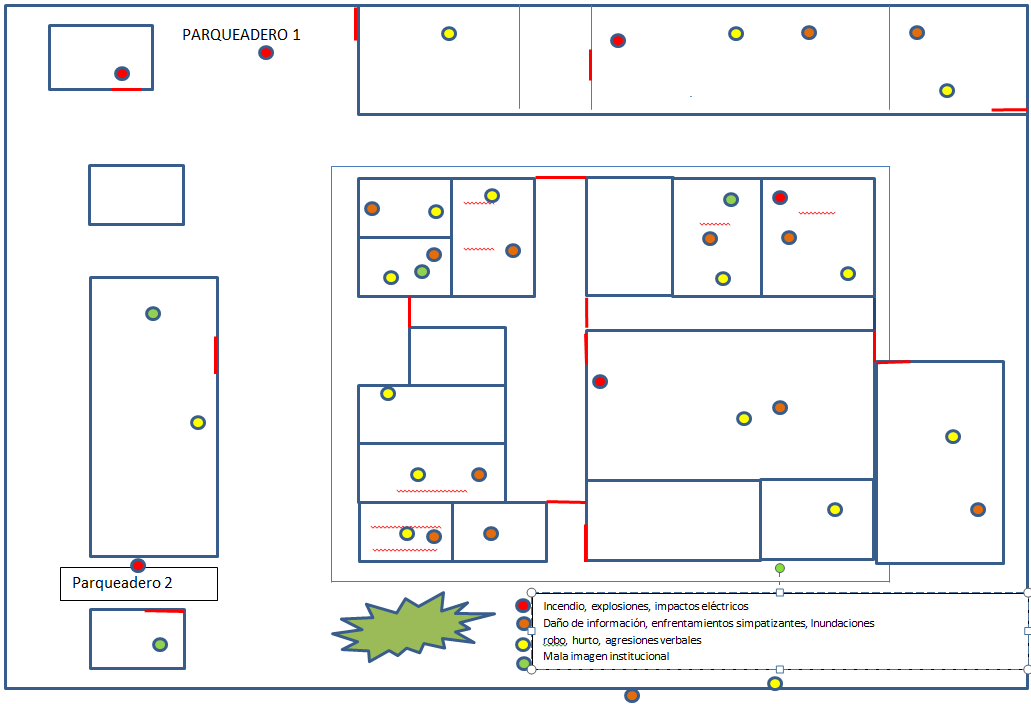 PARQUEADERO 1
Parqueadero 2
Incendio, explosiones, impactos eléctricos
Daño de información, enfrentamientos simpatizantes, Inundaciones
robo, hurto, agresiones verbales
Mala imagen institucional